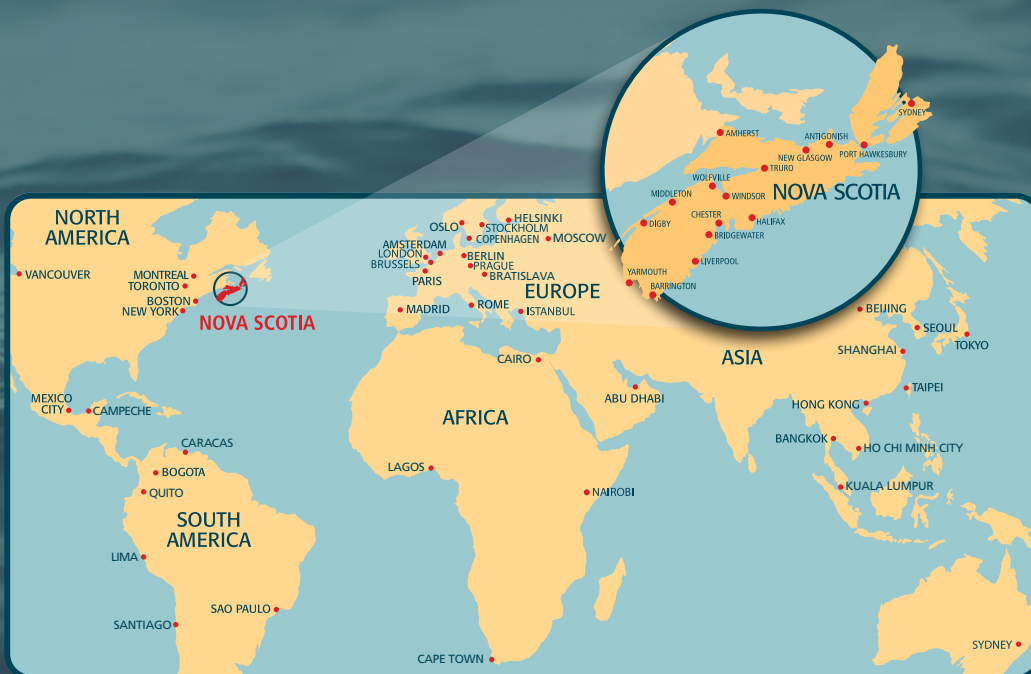 SYDNEY
AMHERST
ANTIGONISH
NEW GLASGOW
PORT HAWKESBURY
TRURO
WOLFVILLE
MIDDLETON
WINDSOR
NOVA SCOTIA
CHESTER
HALIFAX
DIGBY
BRIDGEWATER
LIVERPOOL
YARMOUTH
BARRINGTON
NORTH
AMERICA
VANCOUVER
MONTREAL
TORONTO
BOSTON
NEW YORK
NOVA SCOTIA
MEXICO
CITY
CAMPECHE
CARACAS
BOGOTA
QUITO
SOUTH
AMERICA
LIMA
SAO PAULO
SANTIAGO
HELSINKI
OSLO
STOCKHOLM
COPENHAGEN
MOSCOW
AMSTERDAM
LONDON
BRUSSELS
BERLIN
PRAGUE
BRATISLAVA
PARIS
EUROPE
MADRID
ROME
ISTANBUL
CAIRO
ABU DHABI
AFRICA
LAGOS
NAIROBI
CAPE TOWN
ASIA
BEIJING
SEOUL
TOKYO
SHANGHAI
TAIPEI
HONG KONG
BANGKOK
HO CHI MINH CITY
KUALA LUMPUR
SYDNEY